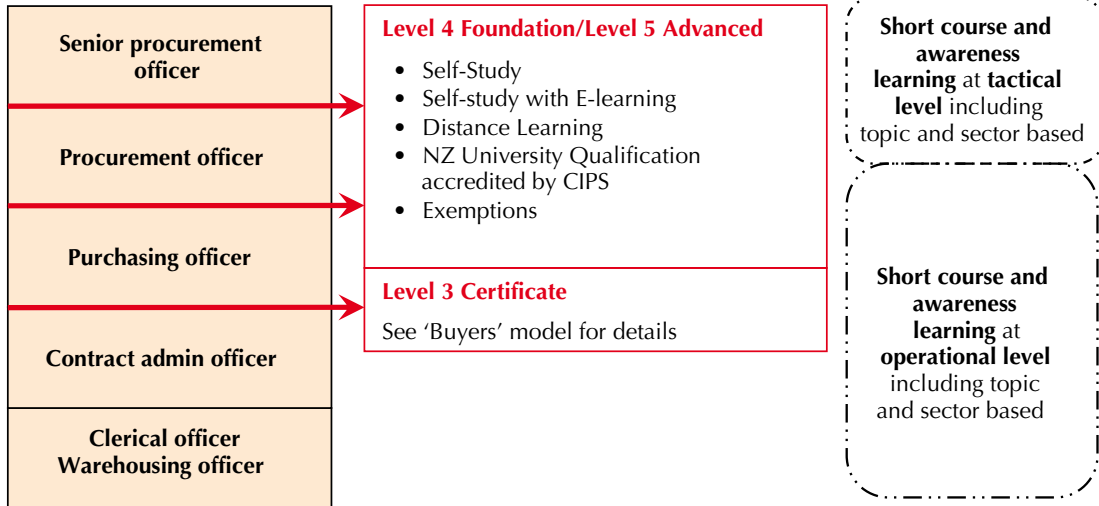 Senior procurement
officer
Procurement officer
Purchasing officer
Contract admin officer
Clerical officer
Warehousing officer
Level 4 Foundation/Level 5 Advanced
• Self-Study
• Self-study with E-learning
• Distance Learning
• NZ University Qualification
accredited by CIPS
• Exemptions
Level 3 Certificate
See ‘Buyers’ model for details
Short course and
awareness
learning at tactical
level including
topic and sector based
Short course and
awareness
learning at
operational level
including topic
and sector based